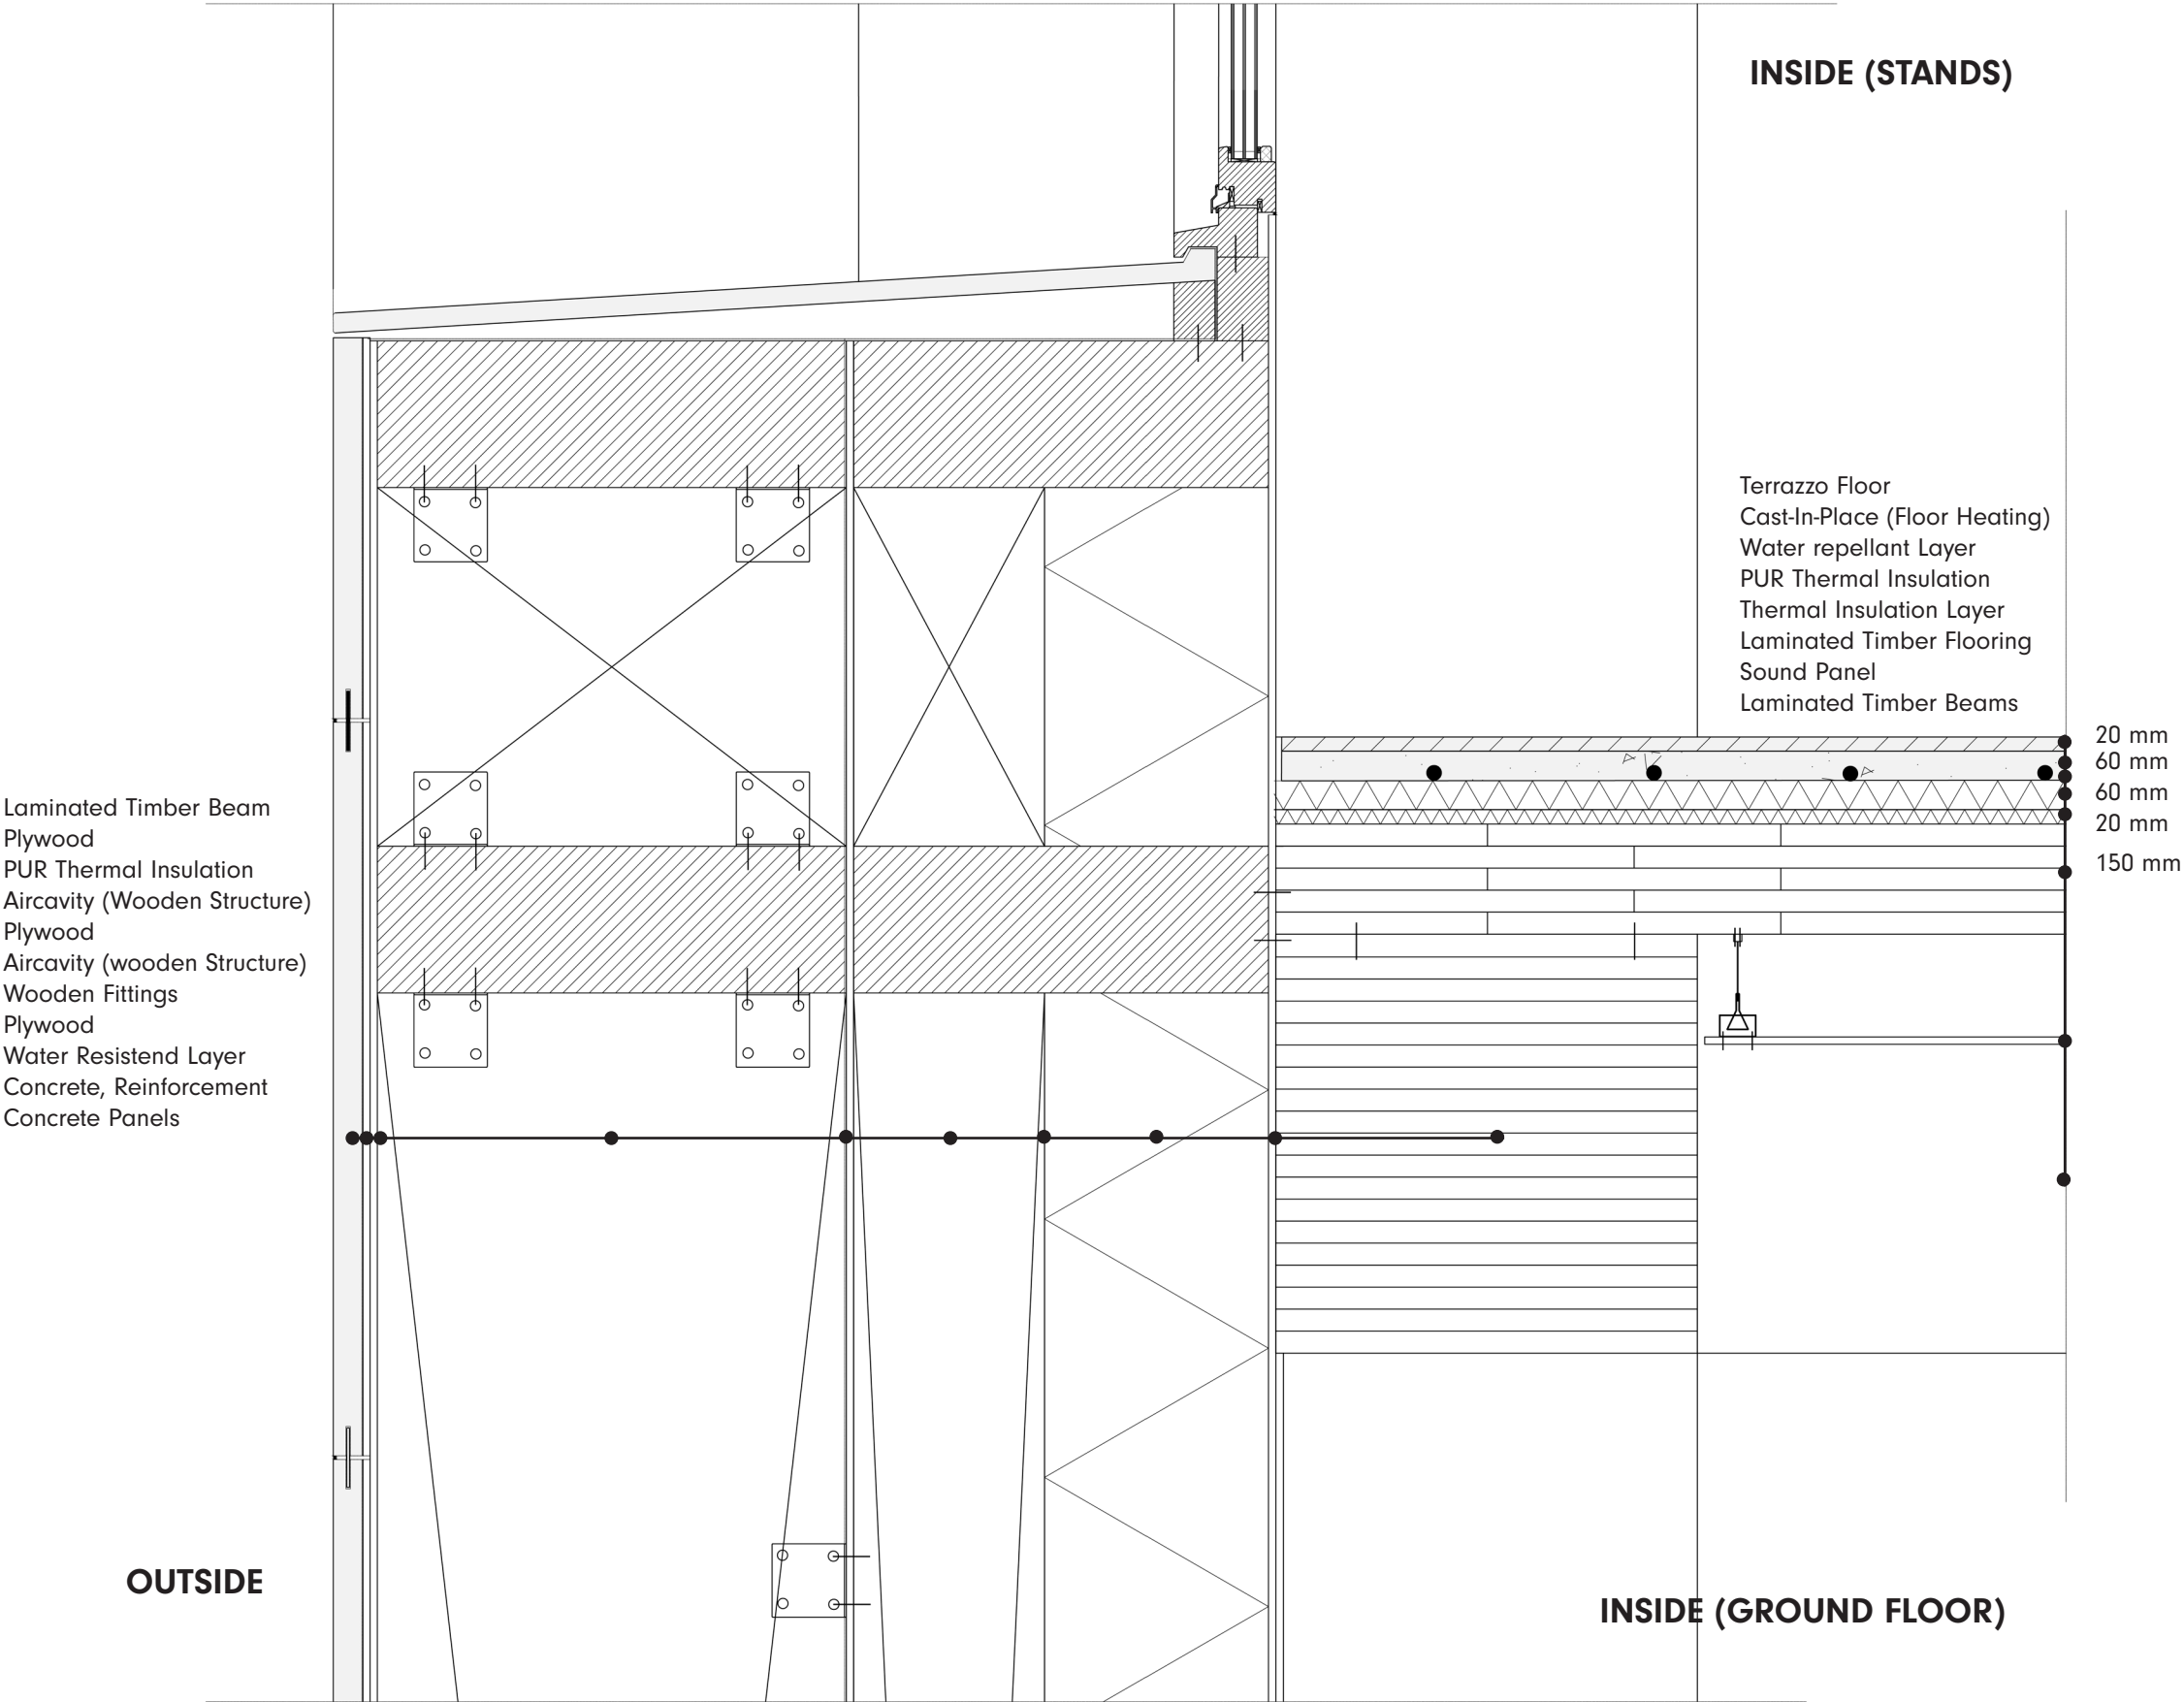 INSIDE (STANDS)
Terrazzo Floor
Cast-In-Place (Floor Heating)
Water repellant Layer
PUR Thermal Insulation
Thermal Insulation Layer
Laminated Timber Flooring
Sound Panel
Laminated Timber Beams
20 mm
60 mm
60 mm
20 mm
150 mm
Laminated Timber Beam
Plywood
PUR Thermal Insulation
Aircavity (Wooden Structure)
Plywood
Aircavity (wooden Structure)
Wooden Fittings
Plywood
Water Resistend Layer
Concrete, Reinforcement
Concrete Panels
OUTSIDE
INSIDE (GROUND FLOOR)